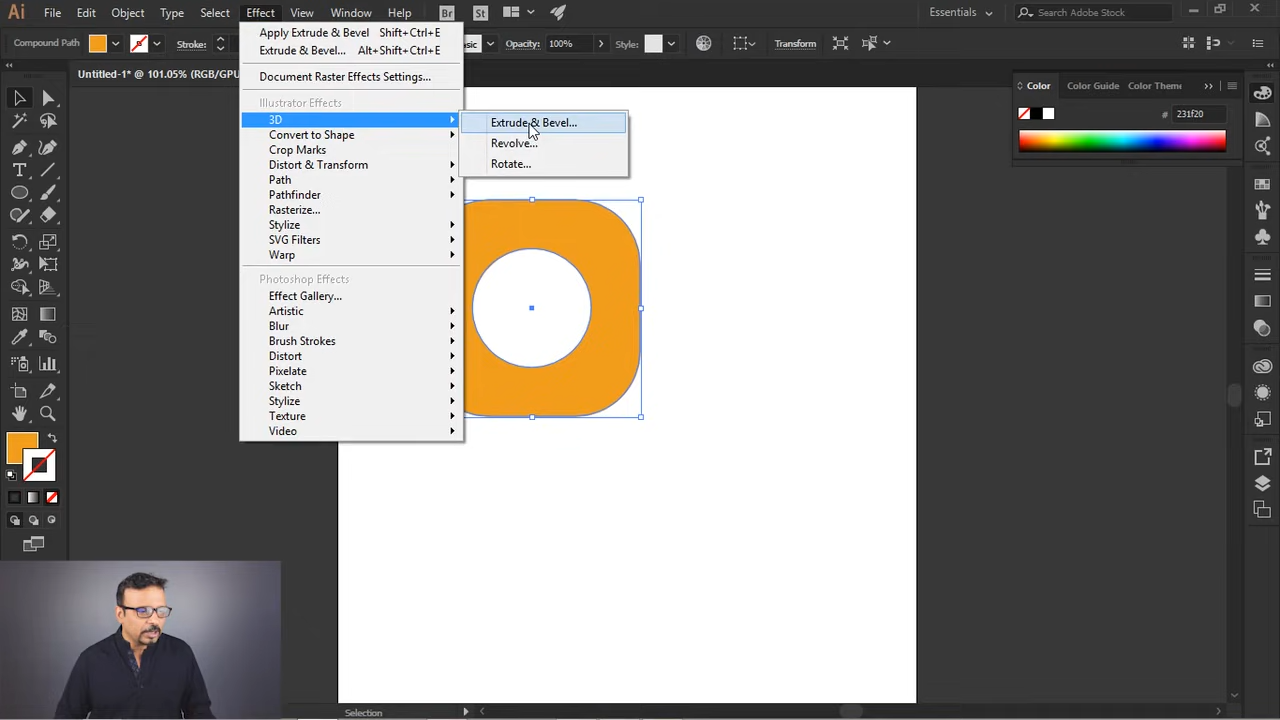 Ai File Edit Object Type Select Effect View Window Help Br St Essentials Search Adobe Stock
Compound Path Stroke: Opacity: 100% Style: Transform
Untitled-1* @ 101.05% (RGB/GPU
Apply Extrude & Bevel Shift+Ctrl+E
Extrude & Bevel... Alt+Shift+Ctrl+E
Document Raster Effects Settings...
Illustrator Effects
3D
Convert to Shape
Crop Marks
Distort & Transform
Path
Pathfinder
Rasterize...
Stylize
SVG Filters
Warp
Photoshop Effects
Effect Gallery...
Artistic
Blur
Brush Strokes
Distort
Pixelate
Sketch
Stylize
Texture
Video
Extrude & Bevel...
Revolve...
Rotate...
Color Color Guide Color Theme
# 231f20
Selection